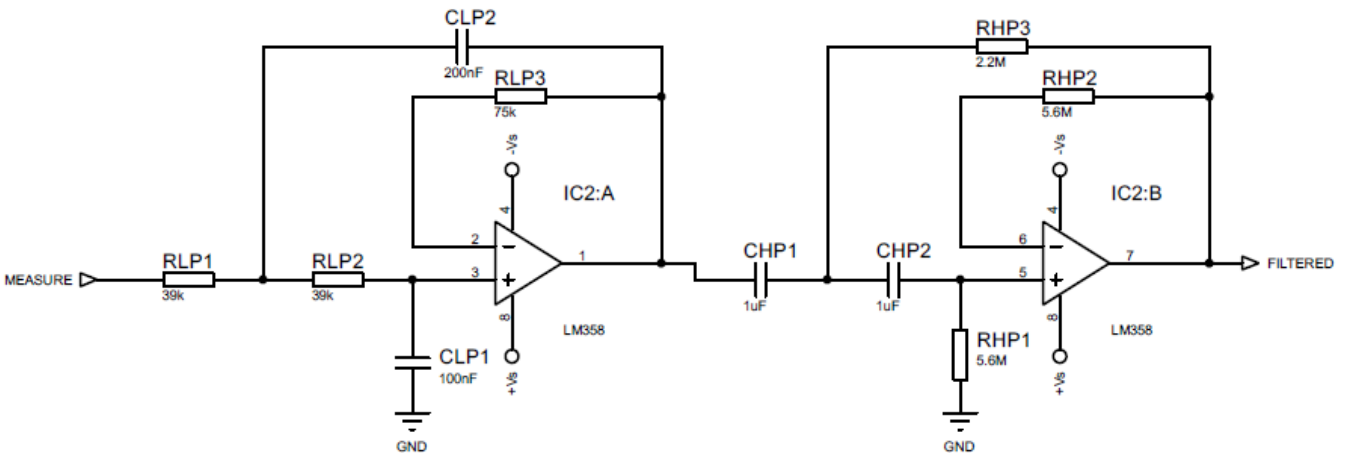 CLP2
200nF
RLP3
75k
-Vs
4
IC2:A
2
3
1
8
+Vs
LM358
MEASURE
RLP1
39k
RLP2
39k
CLP1
100nF
GND
RHP3
2.2M
RHP2
5.6M
-Vs
4
IC2:B
6
5
7
8
+Vs
LM358
CHP1
1uF
CHP2
1uF
RHP1
5.6M
GND
FILTERED